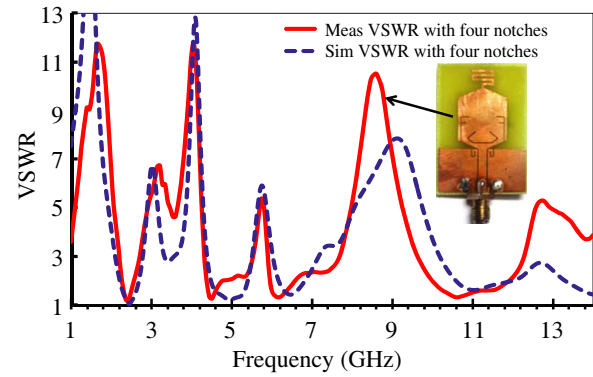 Meas VSWR with four notches
Sim VSWR with four notches
13
11
9
7
5
3
1
VSWR
1 3 5 7 9 11 13
Frequency (GHz)